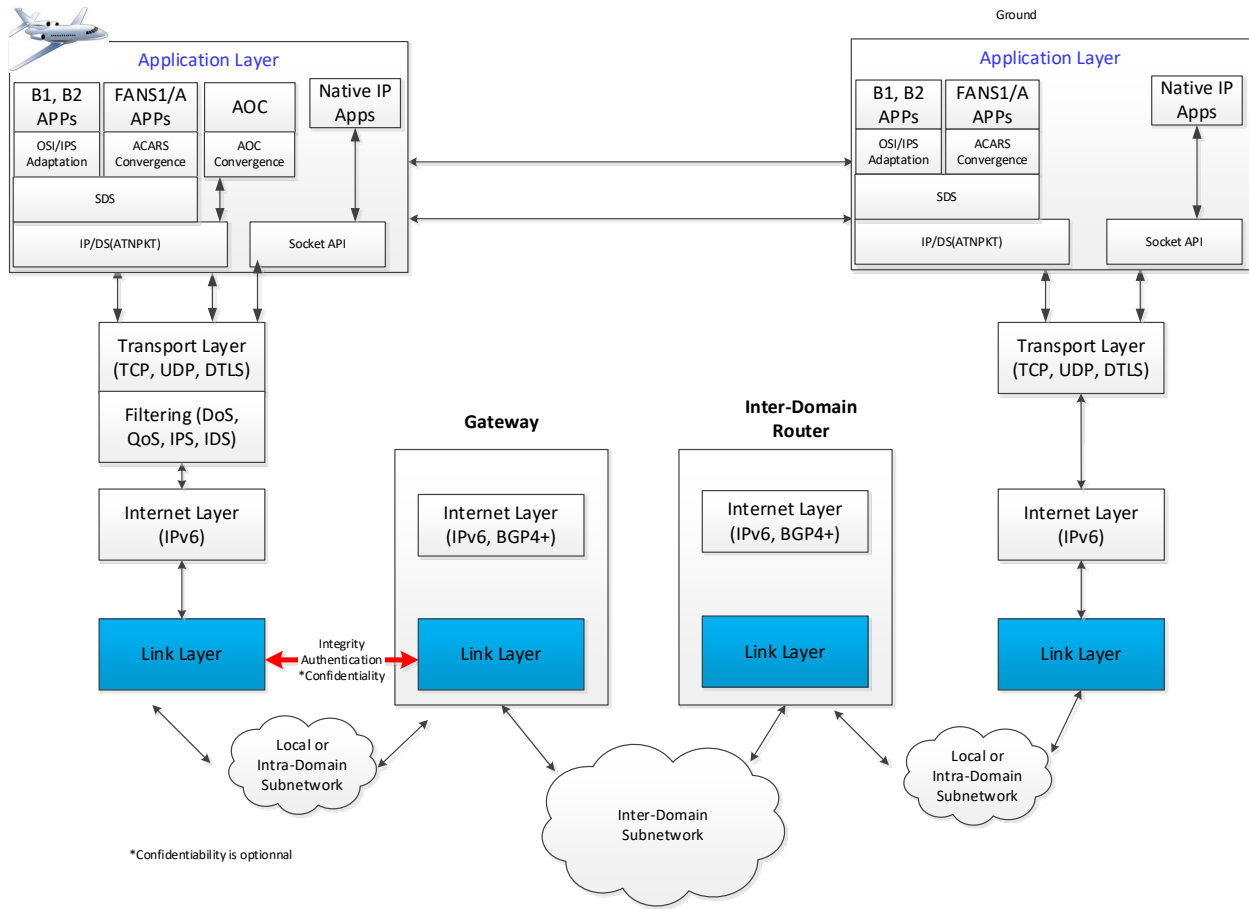 Ground
Application Layer
B1, B2
APPs
FANS1/A
APPs
AOC
Native IP
Apps
OSI/IPS
Adaptation
ACARS
Convergence
AOC
Convergence
SDS
IP/DS(ATNPKT)
Socket API
Application Layer
B1, B2
APPs
FANS1/A
APPs
Native IP
Apps
OSI/IPS
Adaptation
ACARS
Convergence
SDS
IP/DS(ATNPKT)
Socket API
Transport Layer
(TCP, UDP, DTLS)
Filtering (DoS,
QoS, IPS, IDS)
Internet Layer
(IPv6)
Link Layer
Integrity
Authentication
*Confidentiality
Gateway
Internet Layer
(IPv6, BGP4+)
Link Layer
Inter-Domain
Router
Internet Layer
(IPv6, BGP4+)
Link Layer
Transport Layer
(TCP, UDP, DTLS)
Internet Layer
(IPv6)
Link Layer
Local or
Intra-Domain
Subnetwork
Inter-Domain
Subnetwork
Local or
Intra-Domain
Subnetwork
*Confidentiability is optionnal